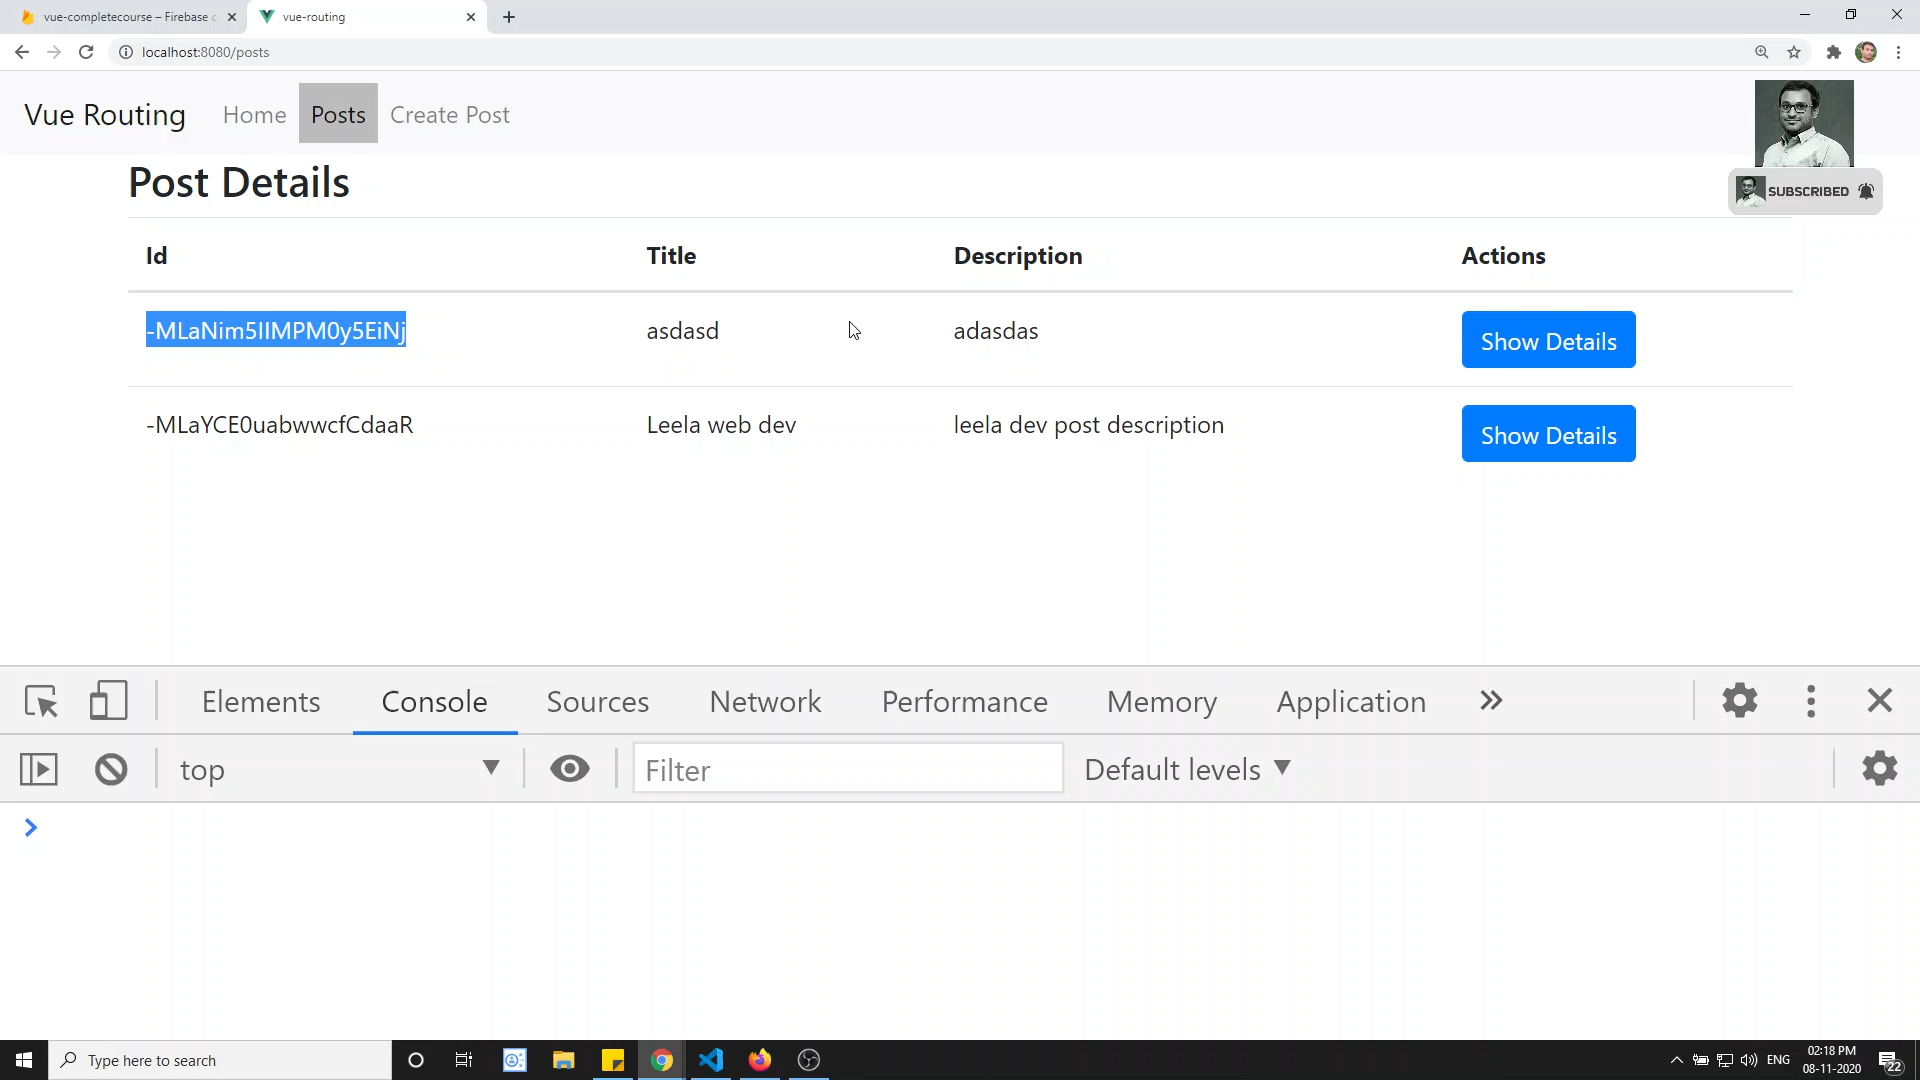 vue-completecourse – Firebase c
vue-routing
localhost:8080/posts
Vue Routing
Home
Posts
Create Post
SUBSCRIBED
Post Details
Id Title Description Actions
-MLaNim5IIMPM0y5EiNj asdasd adasdas Show Details
-MLaYCE0uabwwcfCdaaR Leela web dev leela dev post description Show Details
Elements Console Sources Network Performance Memory Application
top Filter Default levels
Type here to search
ENG
02:18 PM
08-11-2020
22